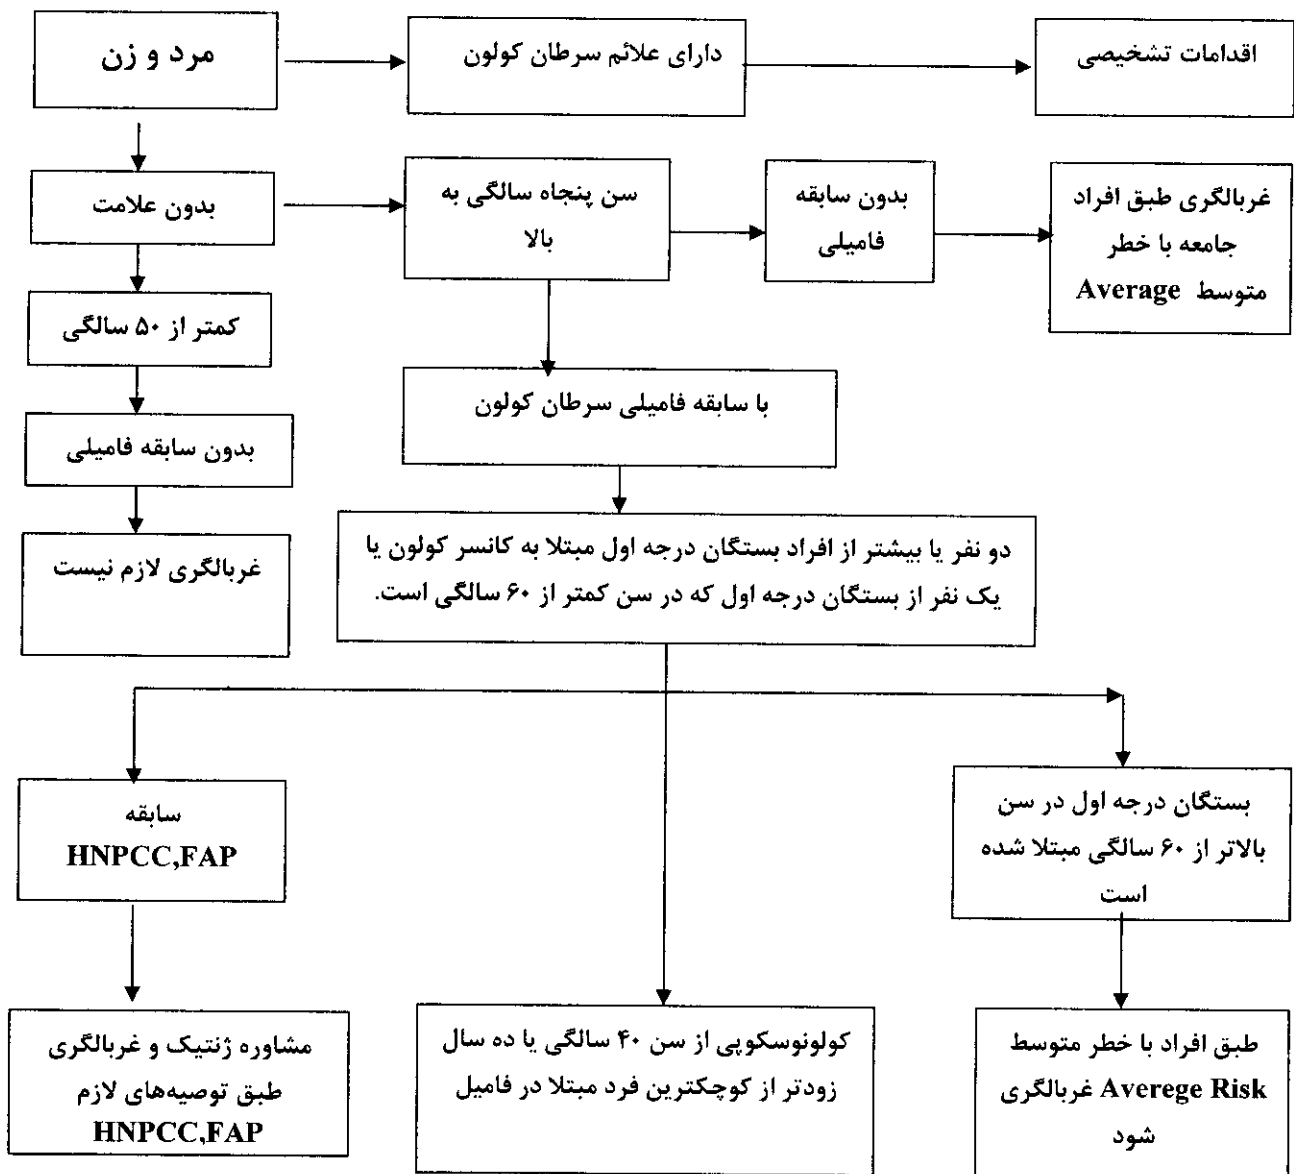 مرد و زن
دارای علائم سرطان کولون
اقدامات تشخیصی
بدون علامت
سن پنجاه سالگی به
بالا
بدون سابقه
فامیلی
غربالگری طبق افراد
جامعه با خطر
متوسط Average
کمتر از ۵۰ سالگی
با سابقه فامیلی سرطان کولون
بدون سابقه فامیلی
غربالگری لازم نیست
دو نفر یا بیشتر از افراد بستگان درجه اول مبتلا به کانسر کولون یا
یک نفر از بستگان درجه اول که در سن کمتر از ۶۰ سالگی است.
سابقه
HNPCC,FAP
بستگان درجه اول در سن
بالاتر از ۶۰ سالگی مبتلا شده
است
مشاوره ژنتیک و غربالگری
طبق توصیه‌های لازم
HNPCC,FAP
کولونوسکوپی از سن ۴۰ سالگی یا ده سال
زودتر از کوچکترین فرد مبتلا در فامیل
طبق افراد با خطر متوسط
Averege Risk غربالگری
شود